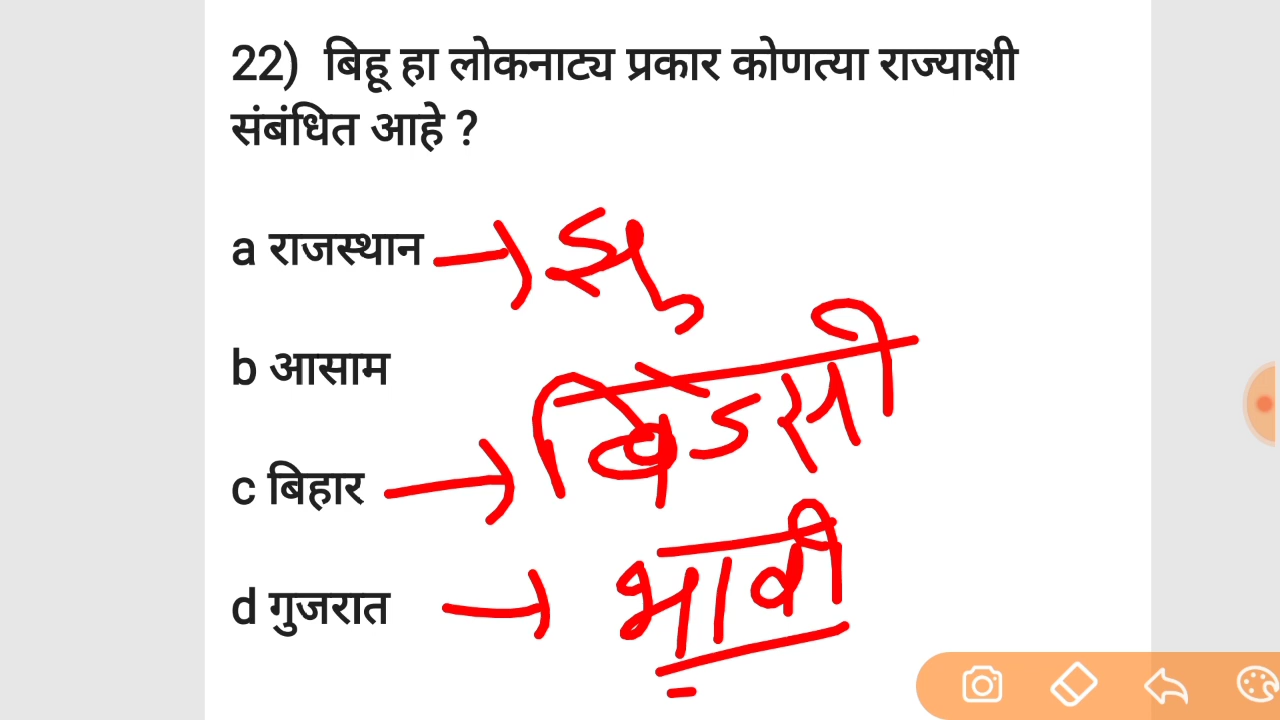 22) बिहू हा लोकनाट्य प्रकार कोणत्या राज्याशी
संबंधित आहे ?
a राजस्थान
b आसाम
c बिहार
d गुजरात